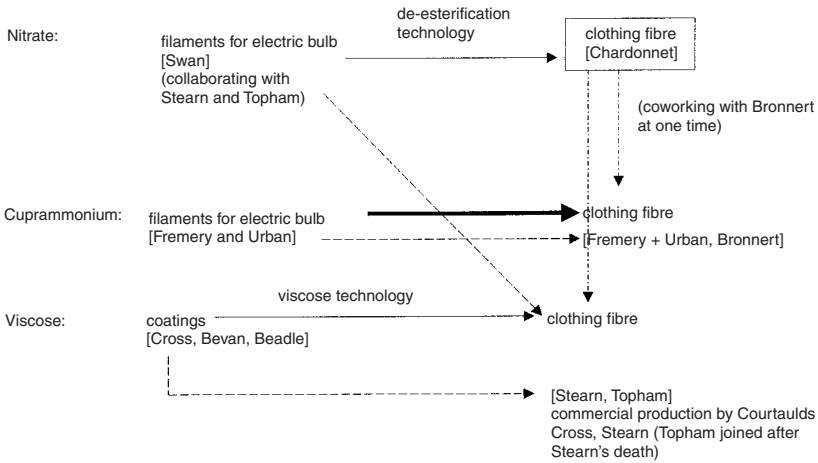 Nitrate:
filaments for electric bulb
[Swan]
(collaborating with
Stearn and Topham)
de-esterification
technology
clothing fibre
[Chardonnet]
(coworking with Bronnert
at one time)
Cuprammonium:
filaments for electric bulb
[Fremery and Urban]
clothing fibre
[Fremery + Urban, Bronnert]
Viscose:
coatings
[Cross, Bevan, Beadle]
viscose technology
clothing fibre
[Stearn, Topham]
commercial production by Courtaulds
Cross, Stearn (Topham joined after
Stearn's death)